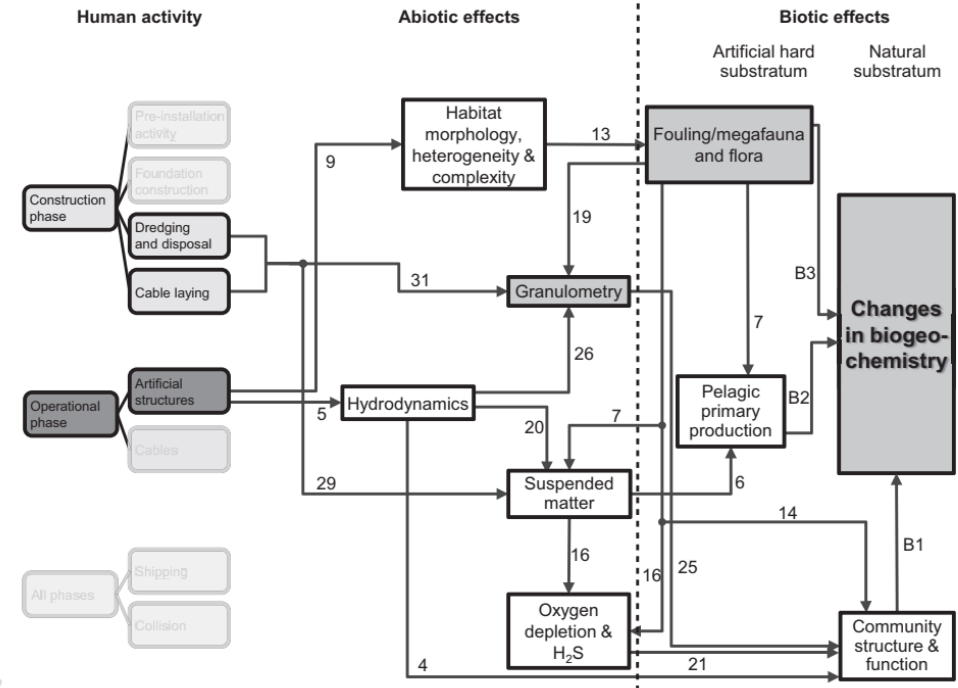 Human activity
Abiotic effects
Biotic effects
Artificial hard
substratum
Natural
substratum
Pre-installation
activity
Foundation
construction
Construction
phase
Dredging
and disposal
Cable laying
Operational
phase
Artificial
structures
Cables
All phases
Shipping
Collision
9
5
29
31
Habitat
morphology,
heterogeneity &
complexity
13
19
Granulometry
26
Hydrodynamics
20
7
Suspended
matter
16
Oxygen
depletion &
H₂S
4
Fouling/megafauna
and flora
7
Pelagic
primary
production
6
14
16
25
21
B3
B2
B1
Changes
in biogeo-
chemistry
Community
structure &
function